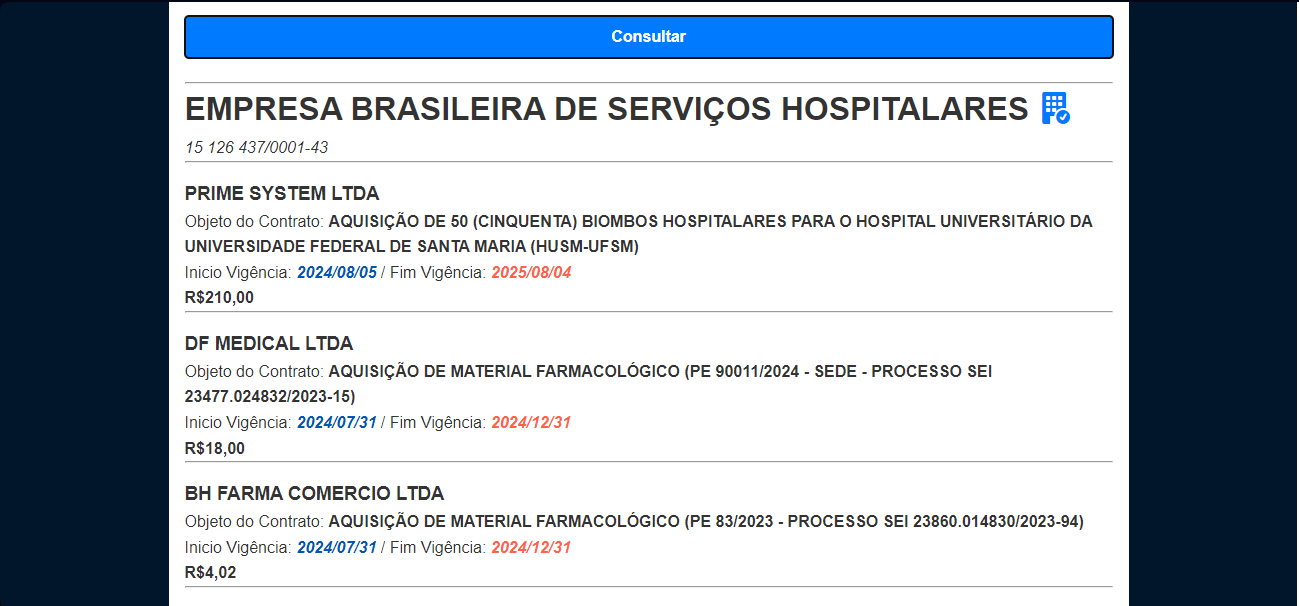 Consultar
EMPRESA BRASILEIRA DE SERVIÇOS HOSPITALARES
15 126 437/0001-43
PRIME SYSTEM LTDA
Objeto do Contrato: AQUISIÇÃO DE 50 (CINQUENTA) BIOMBOS HOSPITALARES PARA O HOSPITAL UNIVERSITÁRIO DA
UNIVERSIDADE FEDERAL DE SANTA MARIA (HUSM-UFSM)
Inicio Vigência: 2024/08/05 / Fim Vigência: 2025/08/04
R$210,00
DF MEDICAL LTDA
Objeto do Contrato: AQUISIÇÃO DE MATERIAL FARMACOLÓGICO (PE 90011/2024 - SEDE - PROCESSO SEI
23477.024832/2023-15)
Inicio Vigência: 2024/07/31 / Fim Vigência: 2024/12/31
R$18,00
BH FARMA COMERCIO LTDA
Objeto do Contrato: AQUISIÇÃO DE MATERIAL FARMACOLÓGICO (PE 83/2023 - PROCESSO SEI 23860.014830/2023-94)
Inicio Vigência: 2024/07/31 / Fim Vigência: 2024/12/31
R$4,02